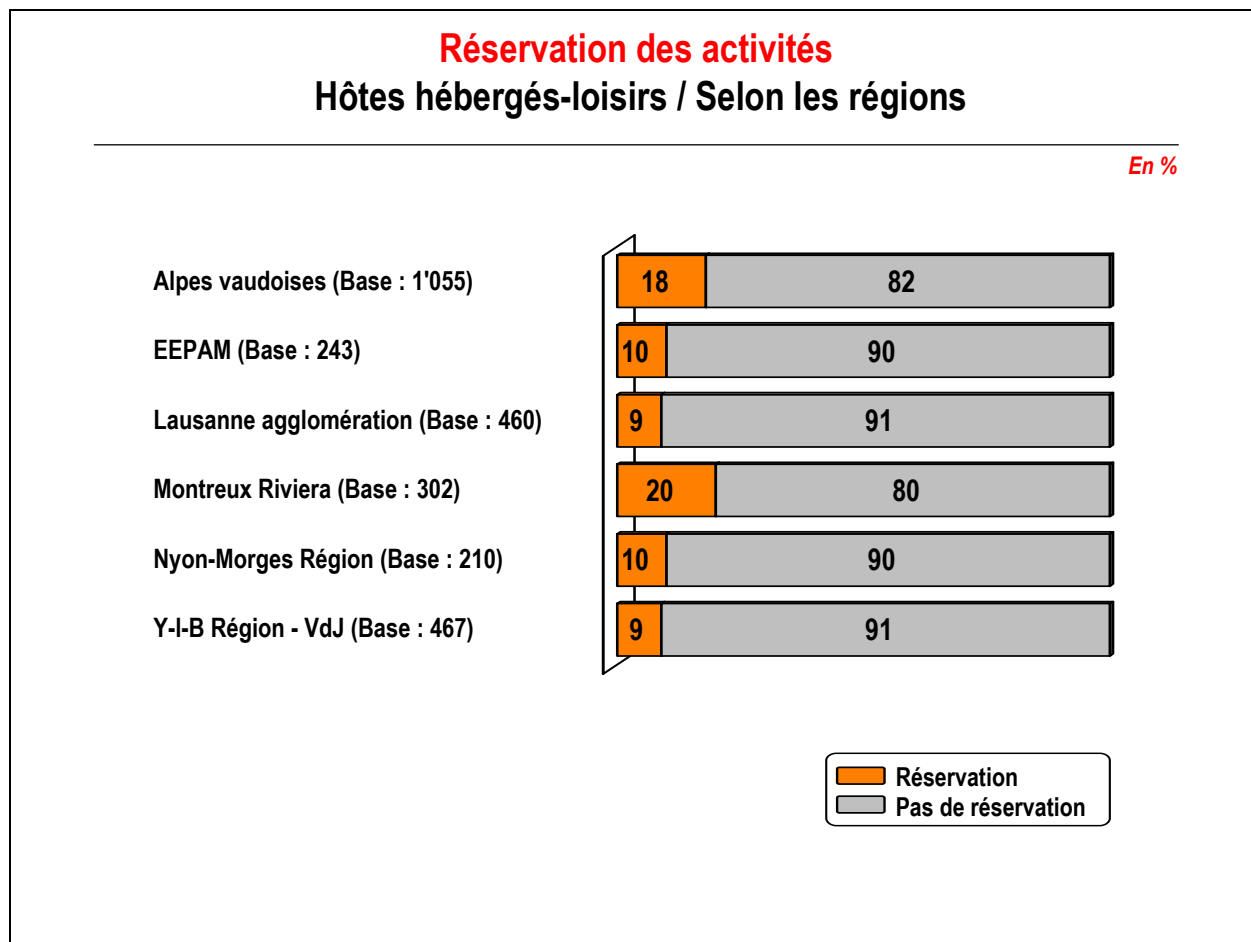 Réservation des activités
Hôtes hébergés-loisirs / Selon les régions
En %
Alpes vaudoises (Base : 1'055) 18 82
EEPAM (Base : 243) 10 90
Lausanne agglomération (Base : 460) 9 91
Montreux Riviera (Base : 302) 20 80
Nyon-Morges Région (Base : 210) 10 90
Y-I-B Région - VdJ (Base : 467) 9 91
Réservation
Pas de réservation